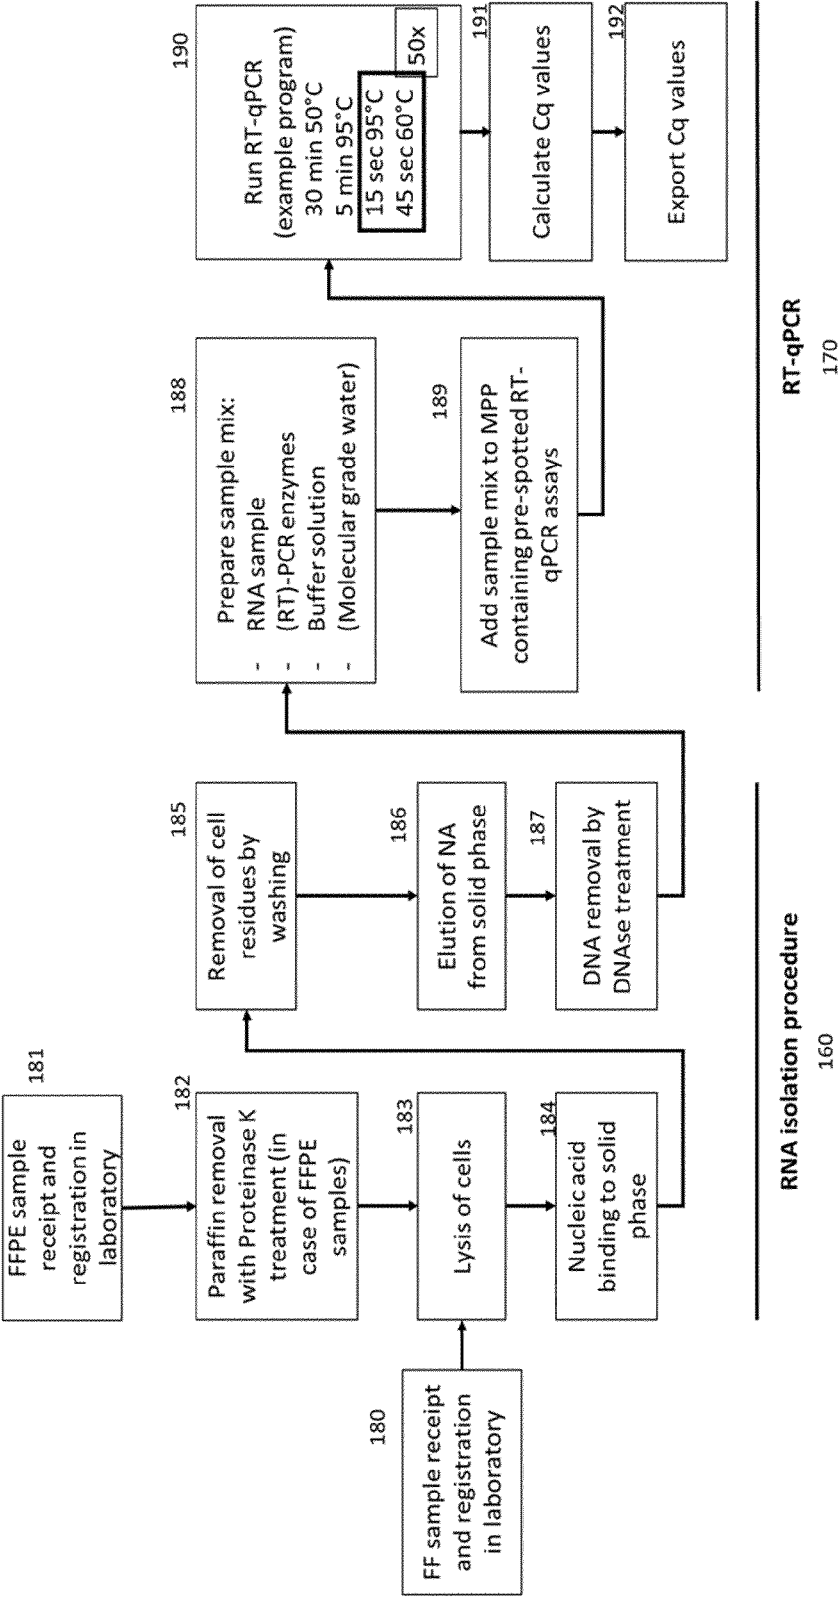 181
FFPE sample
receipt and
registration in
laboratory
182
Paraffin removal
with Proteinase K
treatment (in
case of FFPE
samples)
180
FF sample receipt
and registration
in laboratory
183
Lysis of cells
184
Nucleic acid
binding to solid
phase
185
Removal of cell
residues by
washing
186
Elution of NA
from solid phase
187
DNA removal by
DNAse treatment
RNA isolation procedure
160
188
Prepare sample mix:
- RNA sample
- (RT)-PCR enzymes
- Buffer solution
- (Molecular grade water)
189
Add sample mix to MPP
containing pre-spotted RT-
qPCR assays
190
Run RT-qPCR
(example program)
30 min 50°C
5 min 95°C
15 sec 95°C
45 sec 60°C
50x
191
Calculate Cq values
192
Export Cq values
RT-qPCR
170